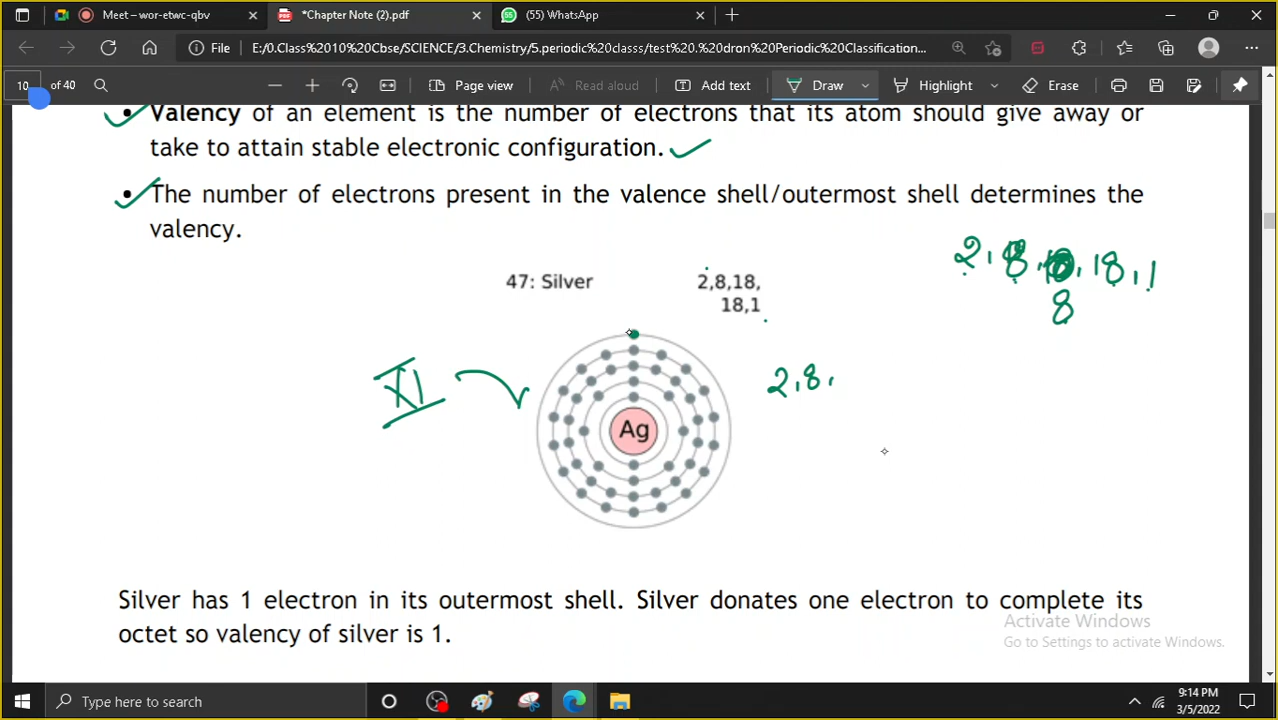 Meet – wor-etwc-qbv
*Chapter Note (2).pdf
(55) WhatsApp
File
E:/0.Class%2010%20Cbse/SCIENCE/3.Chemistry/5.periodic%20classs/test%20.%20dron%20Periodic%20Classification...
10 of 40
Page view
Read aloud
Add text
Draw
Highlight
Erase
• Valency of an element is the number of electrons that its atom should give away or
take to attain stable electronic configuration.
• The number of electrons present in the valence shell/outermost shell determines the
valency.
47: Silver
2,8,18,
18,1
2, 8, , 18, 1
8
XI
2,8,
Ag
Silver has 1 electron in its outermost shell. Silver donates one electron to complete its
octet so valency of silver is 1.
Activate Windows
Go to Settings to activate Windows.
Type here to search
9:14 PM
3/5/2022